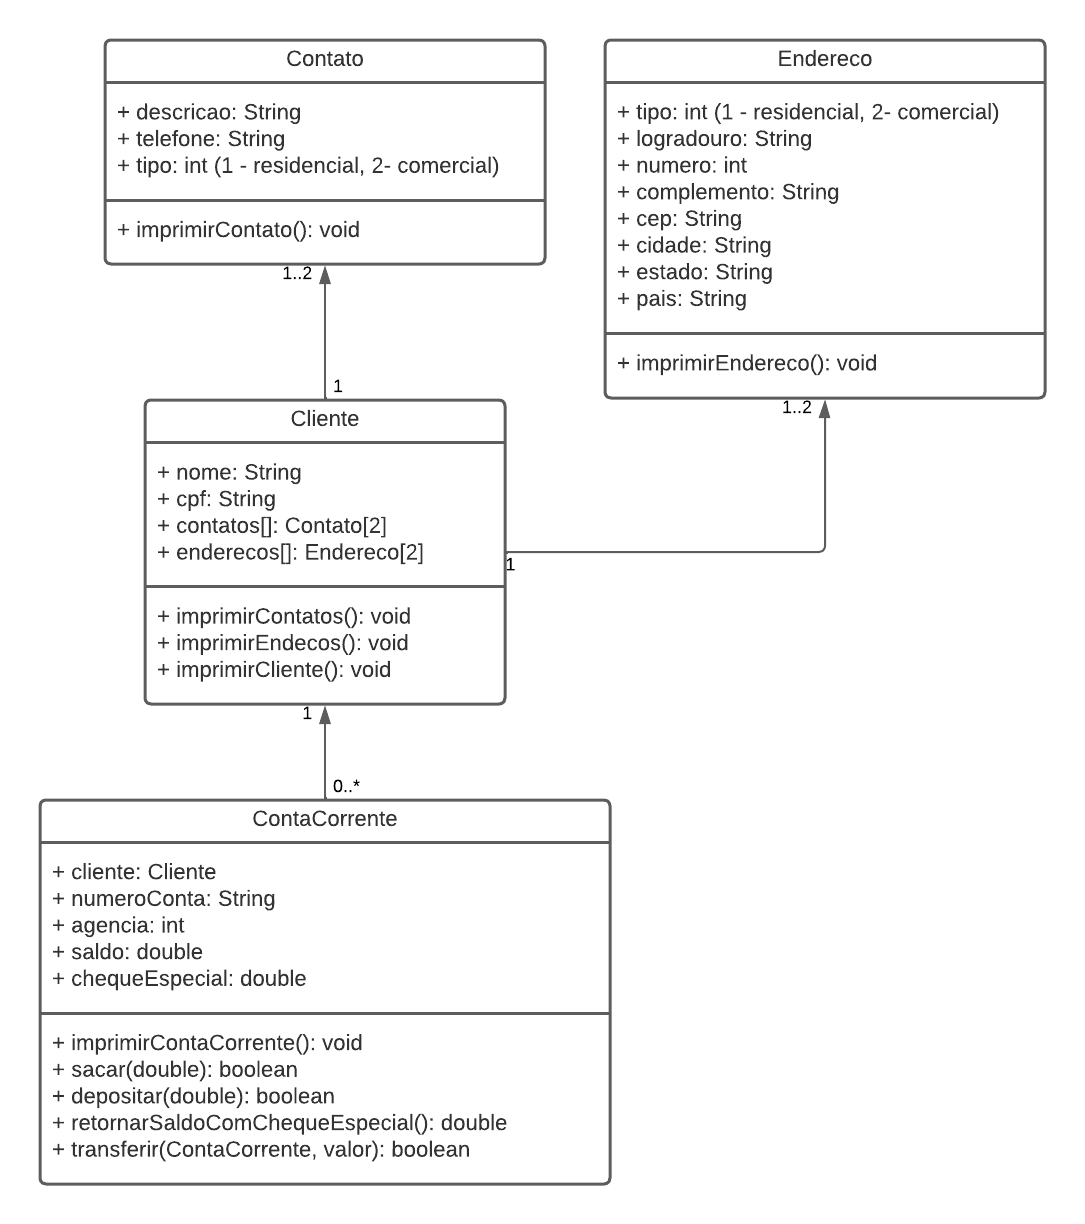 Contato
+ descricao: String
+ telefone: String
+ tipo: int (1 - residencial, 2- comercial)
+ imprimirContato(): void
1..2
1
Endereco
+ tipo: int (1 - residencial, 2- comercial)
+ logradouro: String
+ numero: int
+ complemento: String
+ cep: String
+ cidade: String
+ estado: String
+ pais: String
+ imprimirEndereco(): void
1..2
1
Cliente
+ nome: String
+ cpf: String
+ contatos[]: Contato[2]
+ enderecos[]: Endereco[2]
+ imprimirContatos(): void
+ imprimirEndecos(): void
+ imprimirCliente(): void
1
0..*
ContaCorrente
+ cliente: Cliente
+ numeroConta: String
+ agencia: int
+ saldo: double
+ chequeEspecial: double
+ imprimirContaCorrente(): void
+ sacar(double): boolean
+ depositar(double): boolean
+ retornarSaldoComChequeEspecial(): double
+ transferir(ContaCorrente, valor): boolean